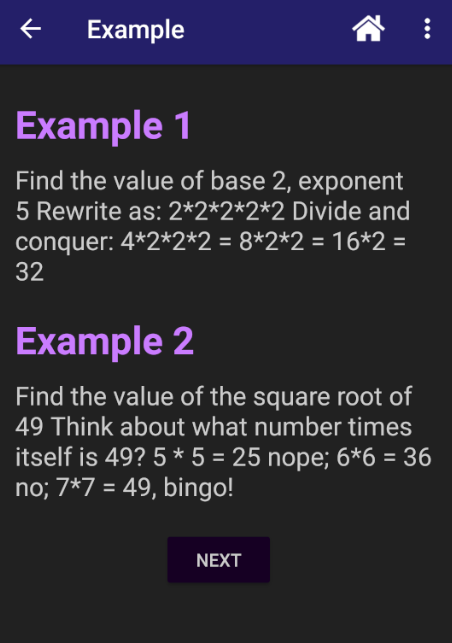 Example
Example 1
Find the value of base 2, exponent
5 Rewrite as: 2*2*2*2*2 Divide and
conquer: 4*2*2*2 = 8*2*2 = 16*2 =
32
Example 2
Find the value of the square root of
49 Think about what number times
itself is 49? 5 * 5 = 25 nope; 6*6 = 36
no; 7*7 = 49, bingo!
NEXT